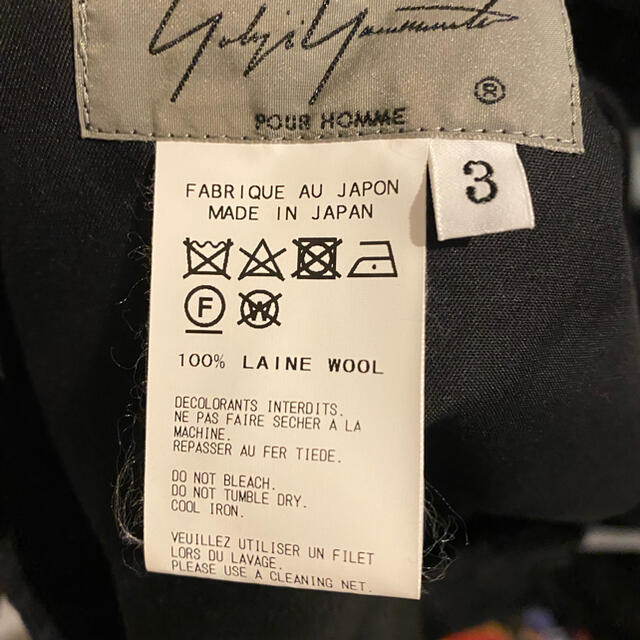 Yohji Yamamoto
®
POUR HOMME
3
FABRIQUE AU JAPON
MADE IN JAPAN
F W
100% LAINE WOOL
DECOLORANTS INTERDITS.
NE PAS FAIRE SECHER A LA
MACHINE.
REPASSER AU FER TIEDE.
DO NOT BLEACH.
DO NOT TUMBLE DRY.
COOL IRON.
VEUILLEZ UTILISER UN FILET
LORS DU LAVAGE.
PLEASE USE A CLEANING NET.